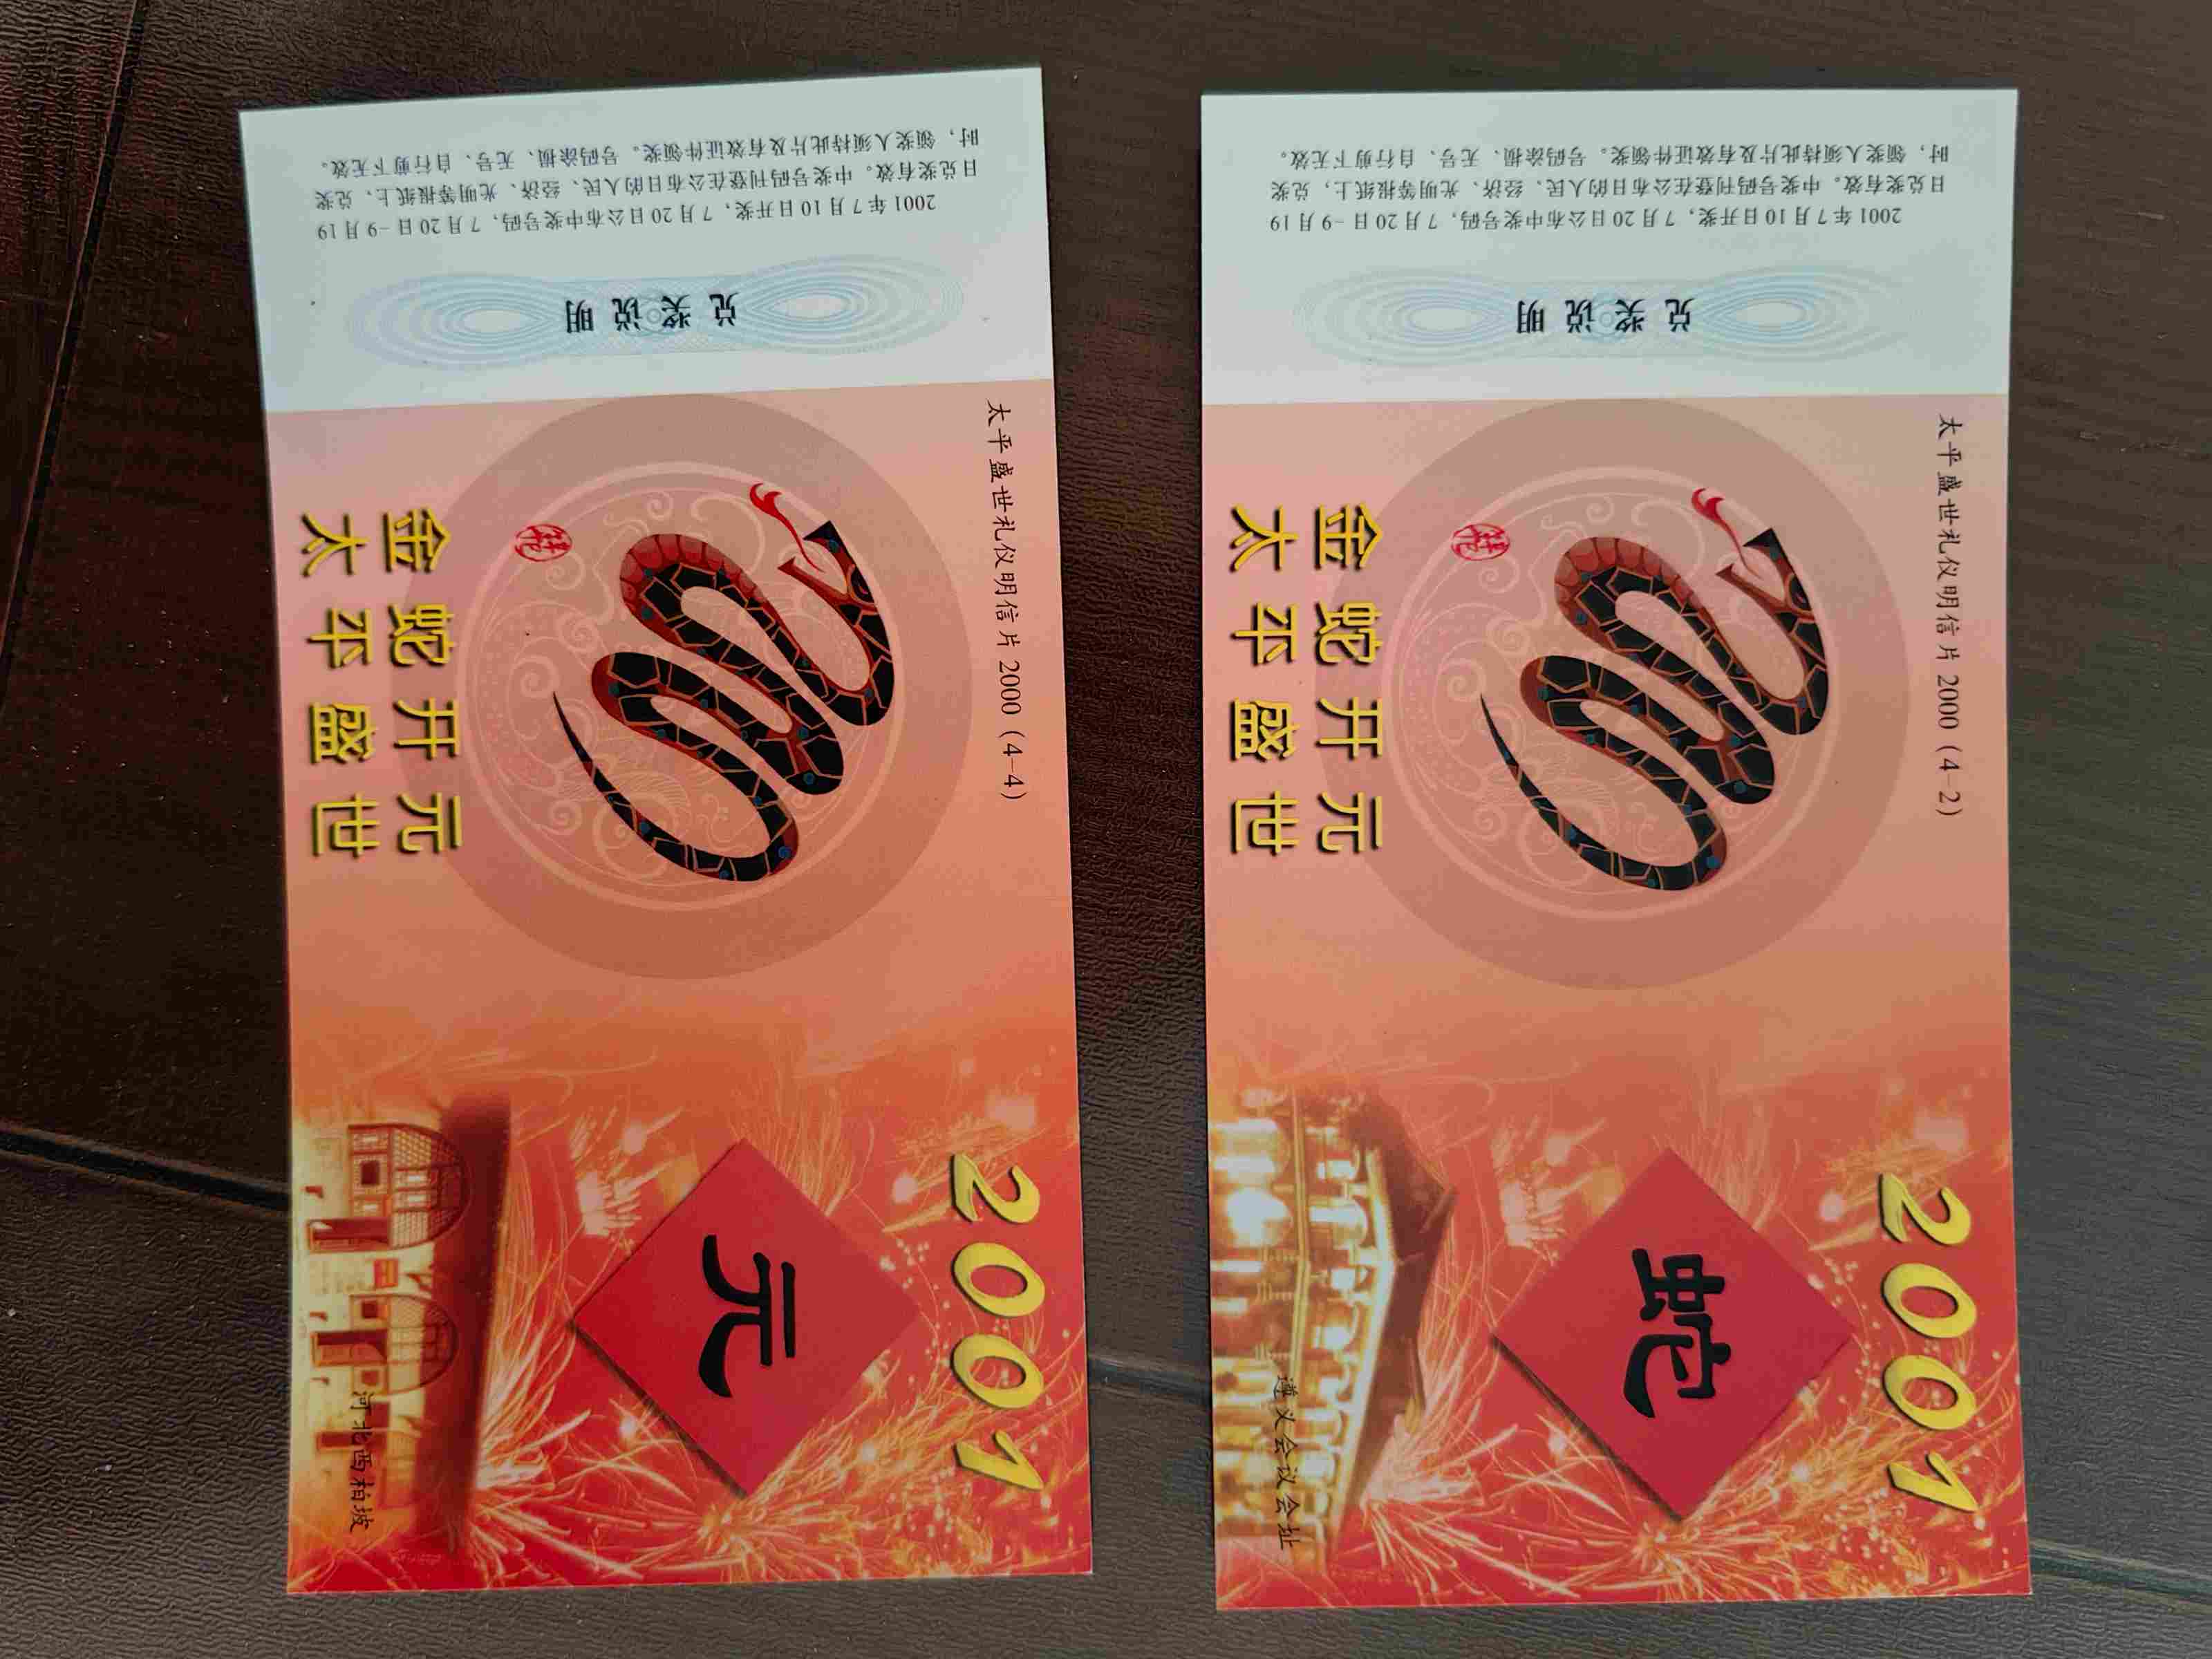 兑奖说明
2001年7月10日开奖，7月20日公布中奖号码，7月20日-9月19
日兑奖有效。中奖号码刊登在公布日的人民、经济、光明等报纸上，兑奖
时，领奖人须持此片及有效证件领奖。号码涂损、无号、自行剪下无效。
太平盛世礼仪明信片2000（4-4）
金蛇开元
太平盛世
2001
元
河北西柏坡
兑奖说明
2001年7月10日开奖，7月20日公布中奖号码，7月20日-9月19
日兑奖有效。中奖号码刊登在公布日的人民、经济、光明等报纸上，兑奖
时，领奖人须持此片及有效证件领奖。号码涂损、无号、自行剪下无效。
太平盛世礼仪明信片2000（4-2）
金蛇开元
太平盛世
2001
蛇
遵义会议会址